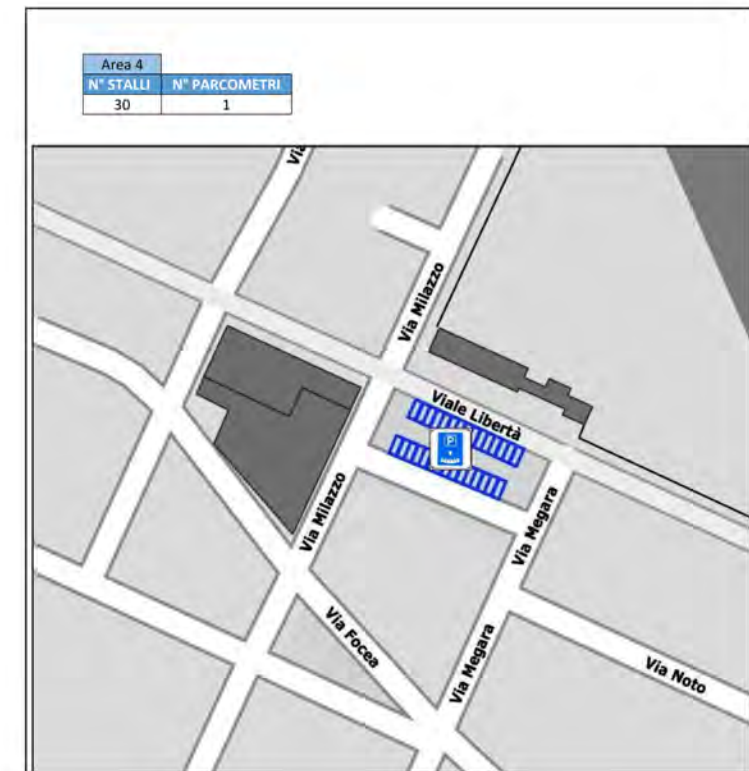 Area 4
N° STALLI N° PARCOMETRI
30 1
Via
Via Milazzo
Viale Libertà
P
Via Milazzo
Via Megara
Via Focea
Via Megara
Via Noto